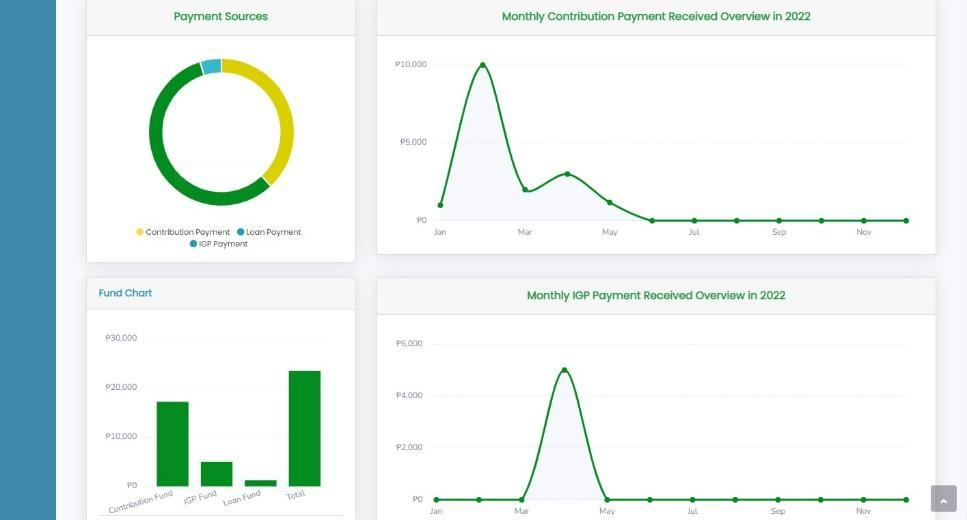 Payment Sources
Contribution Payment Loan Payment
IGP Payment
Monthly Contribution Payment Received Overview in 2022
₱10,000
₱5,000
₱0
Jan Mar May Jul Sep Nov
Fund Chart
₱30,000
₱20,000
₱10,000
₱0
Contribution Fund IGP Fund Loan Fund Total
Monthly IGP Payment Received Overview in 2022
₱6,000
₱4,000
₱2,000
₱0
Jan Mar May Jul Sep Nov